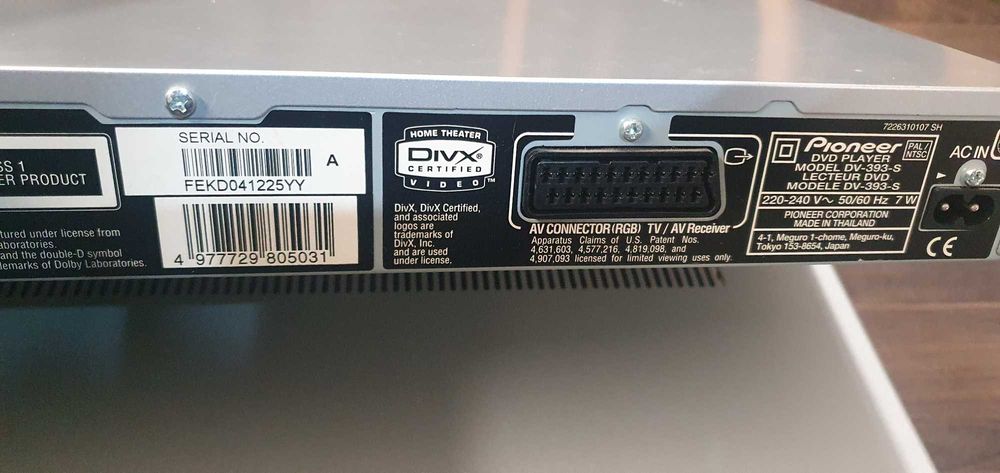 SS 1
ER PRODUCT
tured under license from
aboratories.
and the double-D symbol
demarks of Dolby Laboratories.
SERIAL NO.
A
FEKD041225YY
4 977729 805031
HOME THEATER
DIVX®
CERTIFIED
VIDEO™
DivX, DivX Certified,
and associated
logos are
trademarks of
DivX, Inc.
and are used
under license.
AV CONNECTOR(RGB) TV / AV Receiver
Apparatus Claims of U.S. Patent Nos.
4,631,603, 4,577,216, 4,819,098, and
4,907,093 licensed for limited viewing uses only.
7226310107 SH
Pioneer
PAL/
NTSC
DVD PLAYER
MODEL DV-393-S
LECTEUR DVD
MODELE DV-393-S
220-240 V~ 50/60 Hz 7 W
PIONEER CORPORATION
MADE IN THAILAND
4-1, Meguro 1-chome, Meguro-ku,
Tokyo 153-8654, Japan
AC IN
CE